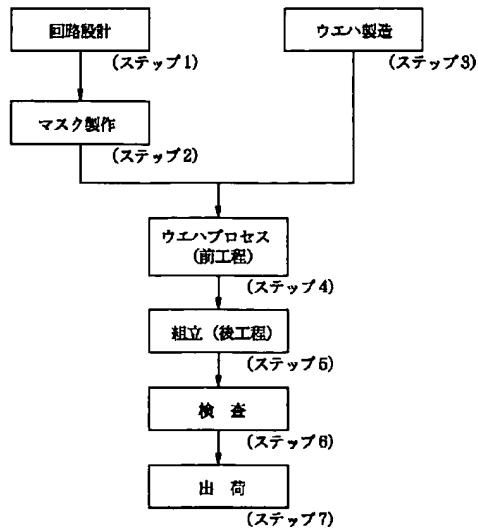 回路設計
(ステップ1)
ウエハ製造
(ステップ3)
マスク製作
(ステップ2)
ウエハプロセス
(前工程)
(ステップ4)
組立(後工程)
(ステップ5)
検 査
(ステップ6)
出 荷
(ステップ7)